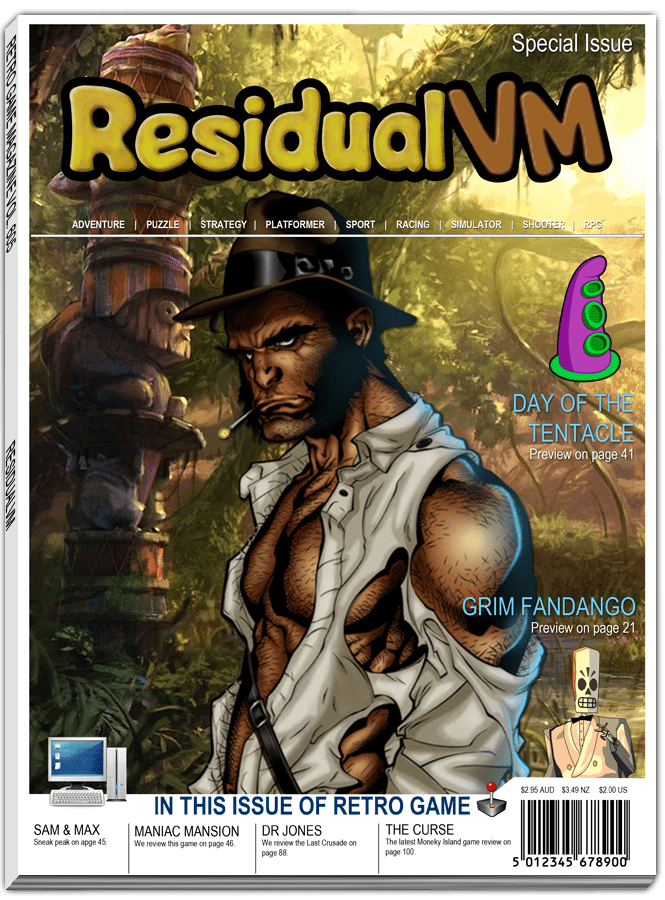 Special Issue
ResidualVM
ADVENTURE | PUZZLE | STRATEGY | PLATFORMER | SPORT | RACING | SIMULATOR | SHOOTER | RPG
DAY OF THE
TENTACLE
Preview on page 41
GRIM FANDANGO
Preview on page 21
IN THIS ISSUE OF RETRO GAME
$2.95 AUD $3.49 NZ $2.00 US
SAM & MAX
Sneak peak on apge 45.
MANIAC MANSION
We review this game on page 46.
DR JONES
We review the Last Crusade on
page 88.
THE CURSE
The latest Moneky Island game review on
page 100.
5 012345 678900
RESIDUALVM